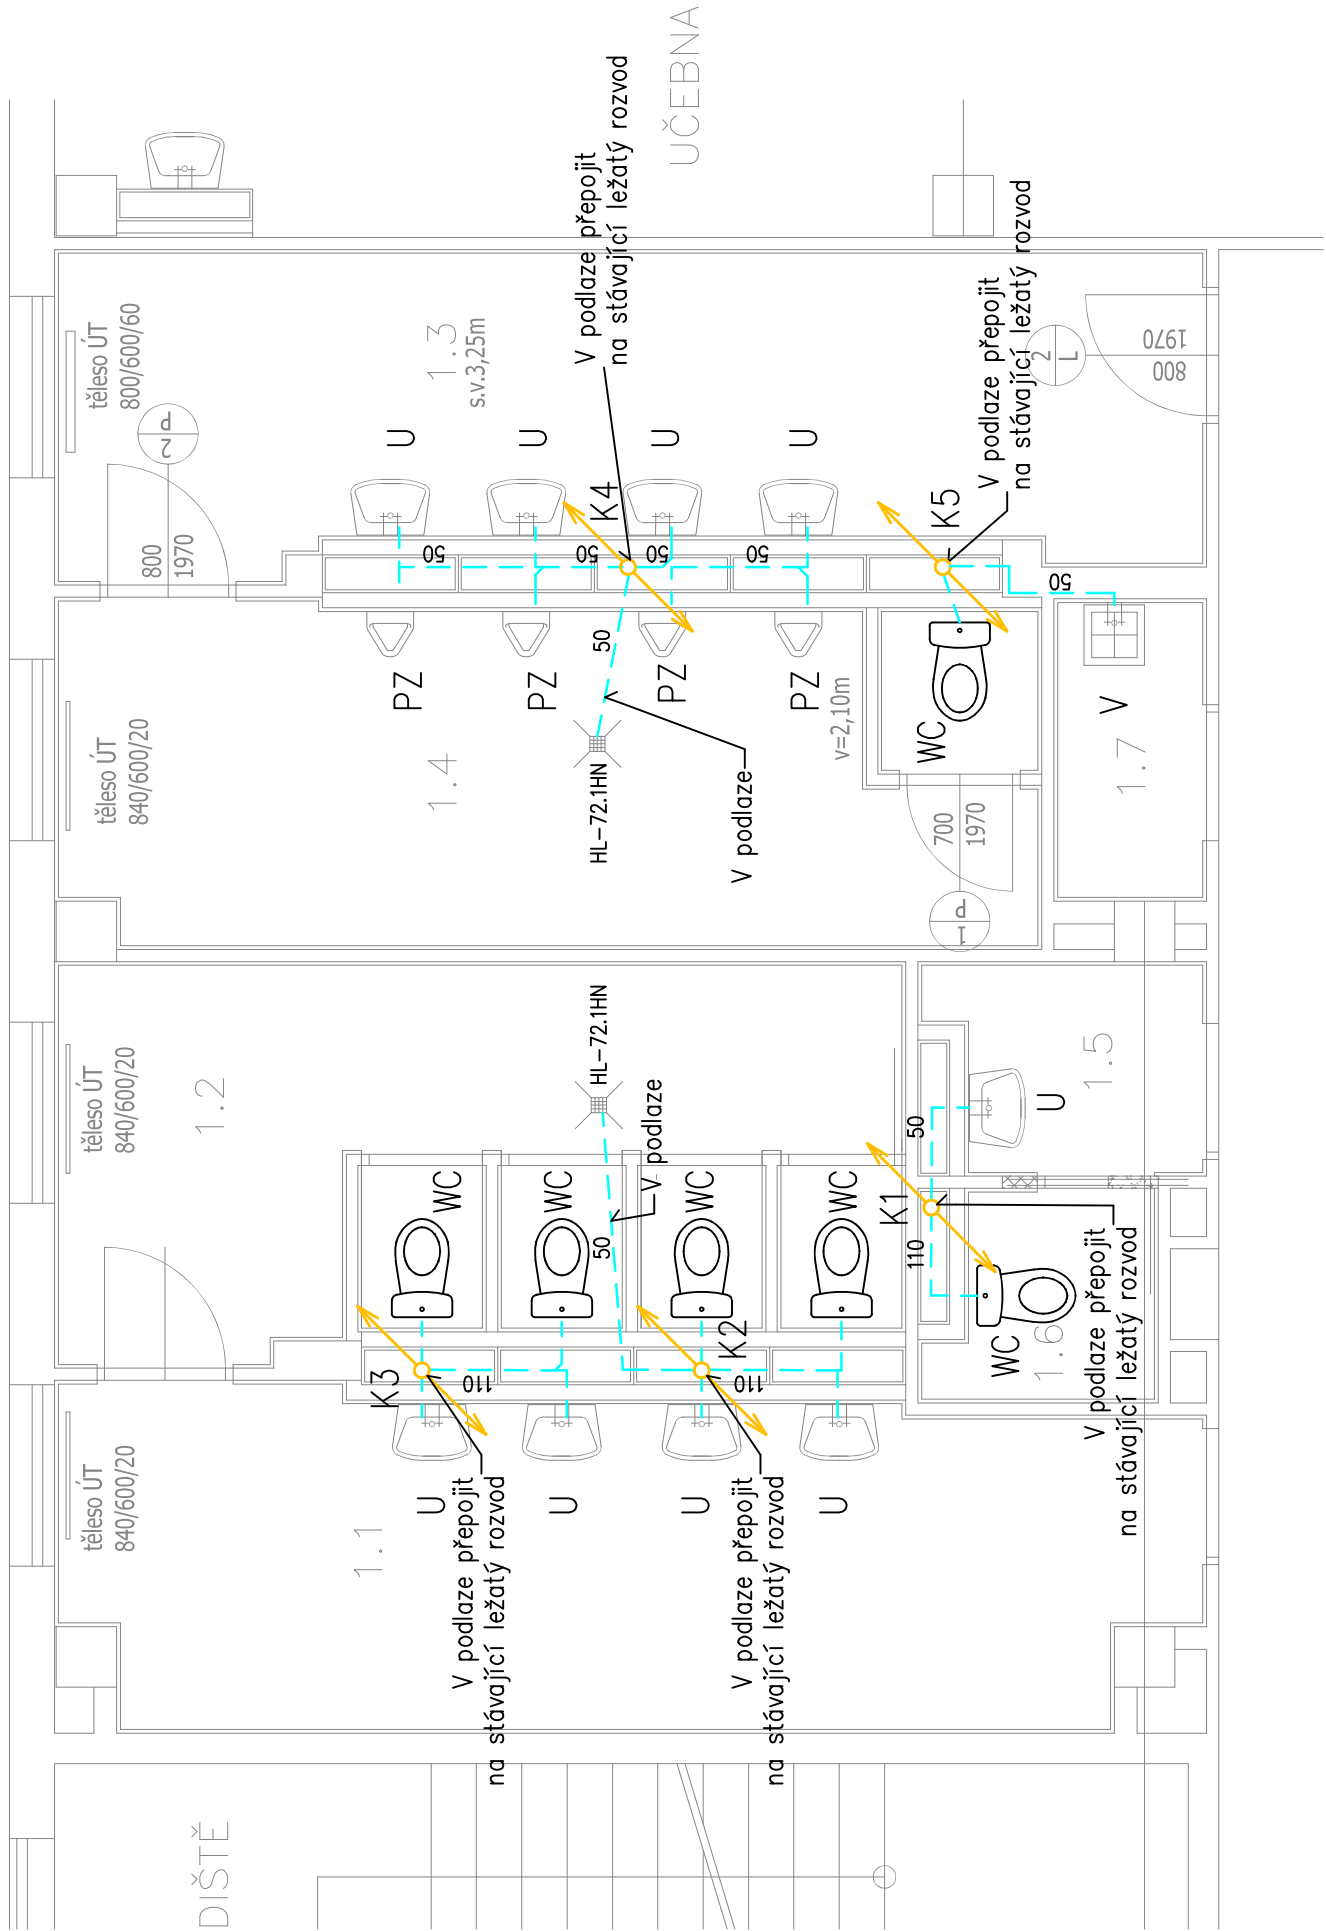 UČEBNA
V podlaze přepojit
na stávající ležatý rozvod
těleso ÚT
800/600/60
1.3
s.v.3,25m
P
2
800
1970
U
U
U
U
K4
50
50
50
50
K5
V podlaze přepojit
na stávající ležatý rozvod
2
L
800
1970
50
těleso ÚT
840/600/20
1.4
PZ
PZ
PZ
PZ
50
HL-72.1HN
V podlaze
v=2,10m
WC
V
1.7
700
1970
P
1
těleso ÚT
840/600/20
1.2
HL-72.1HN
V podlaze
50
WC
WC
WC
WC
K1
50
110
U
1.5
V podlaze přepojit
na stávající ležatý rozvod
WC
1.6
K3
110
K2
110
těleso ÚT
840/600/20
1.1
U
U
U
U
V podlaze přepojit
na stávající ležatý rozvod
V podlaze přepojit
na stávající ležatý rozvod
DIŠTĚ